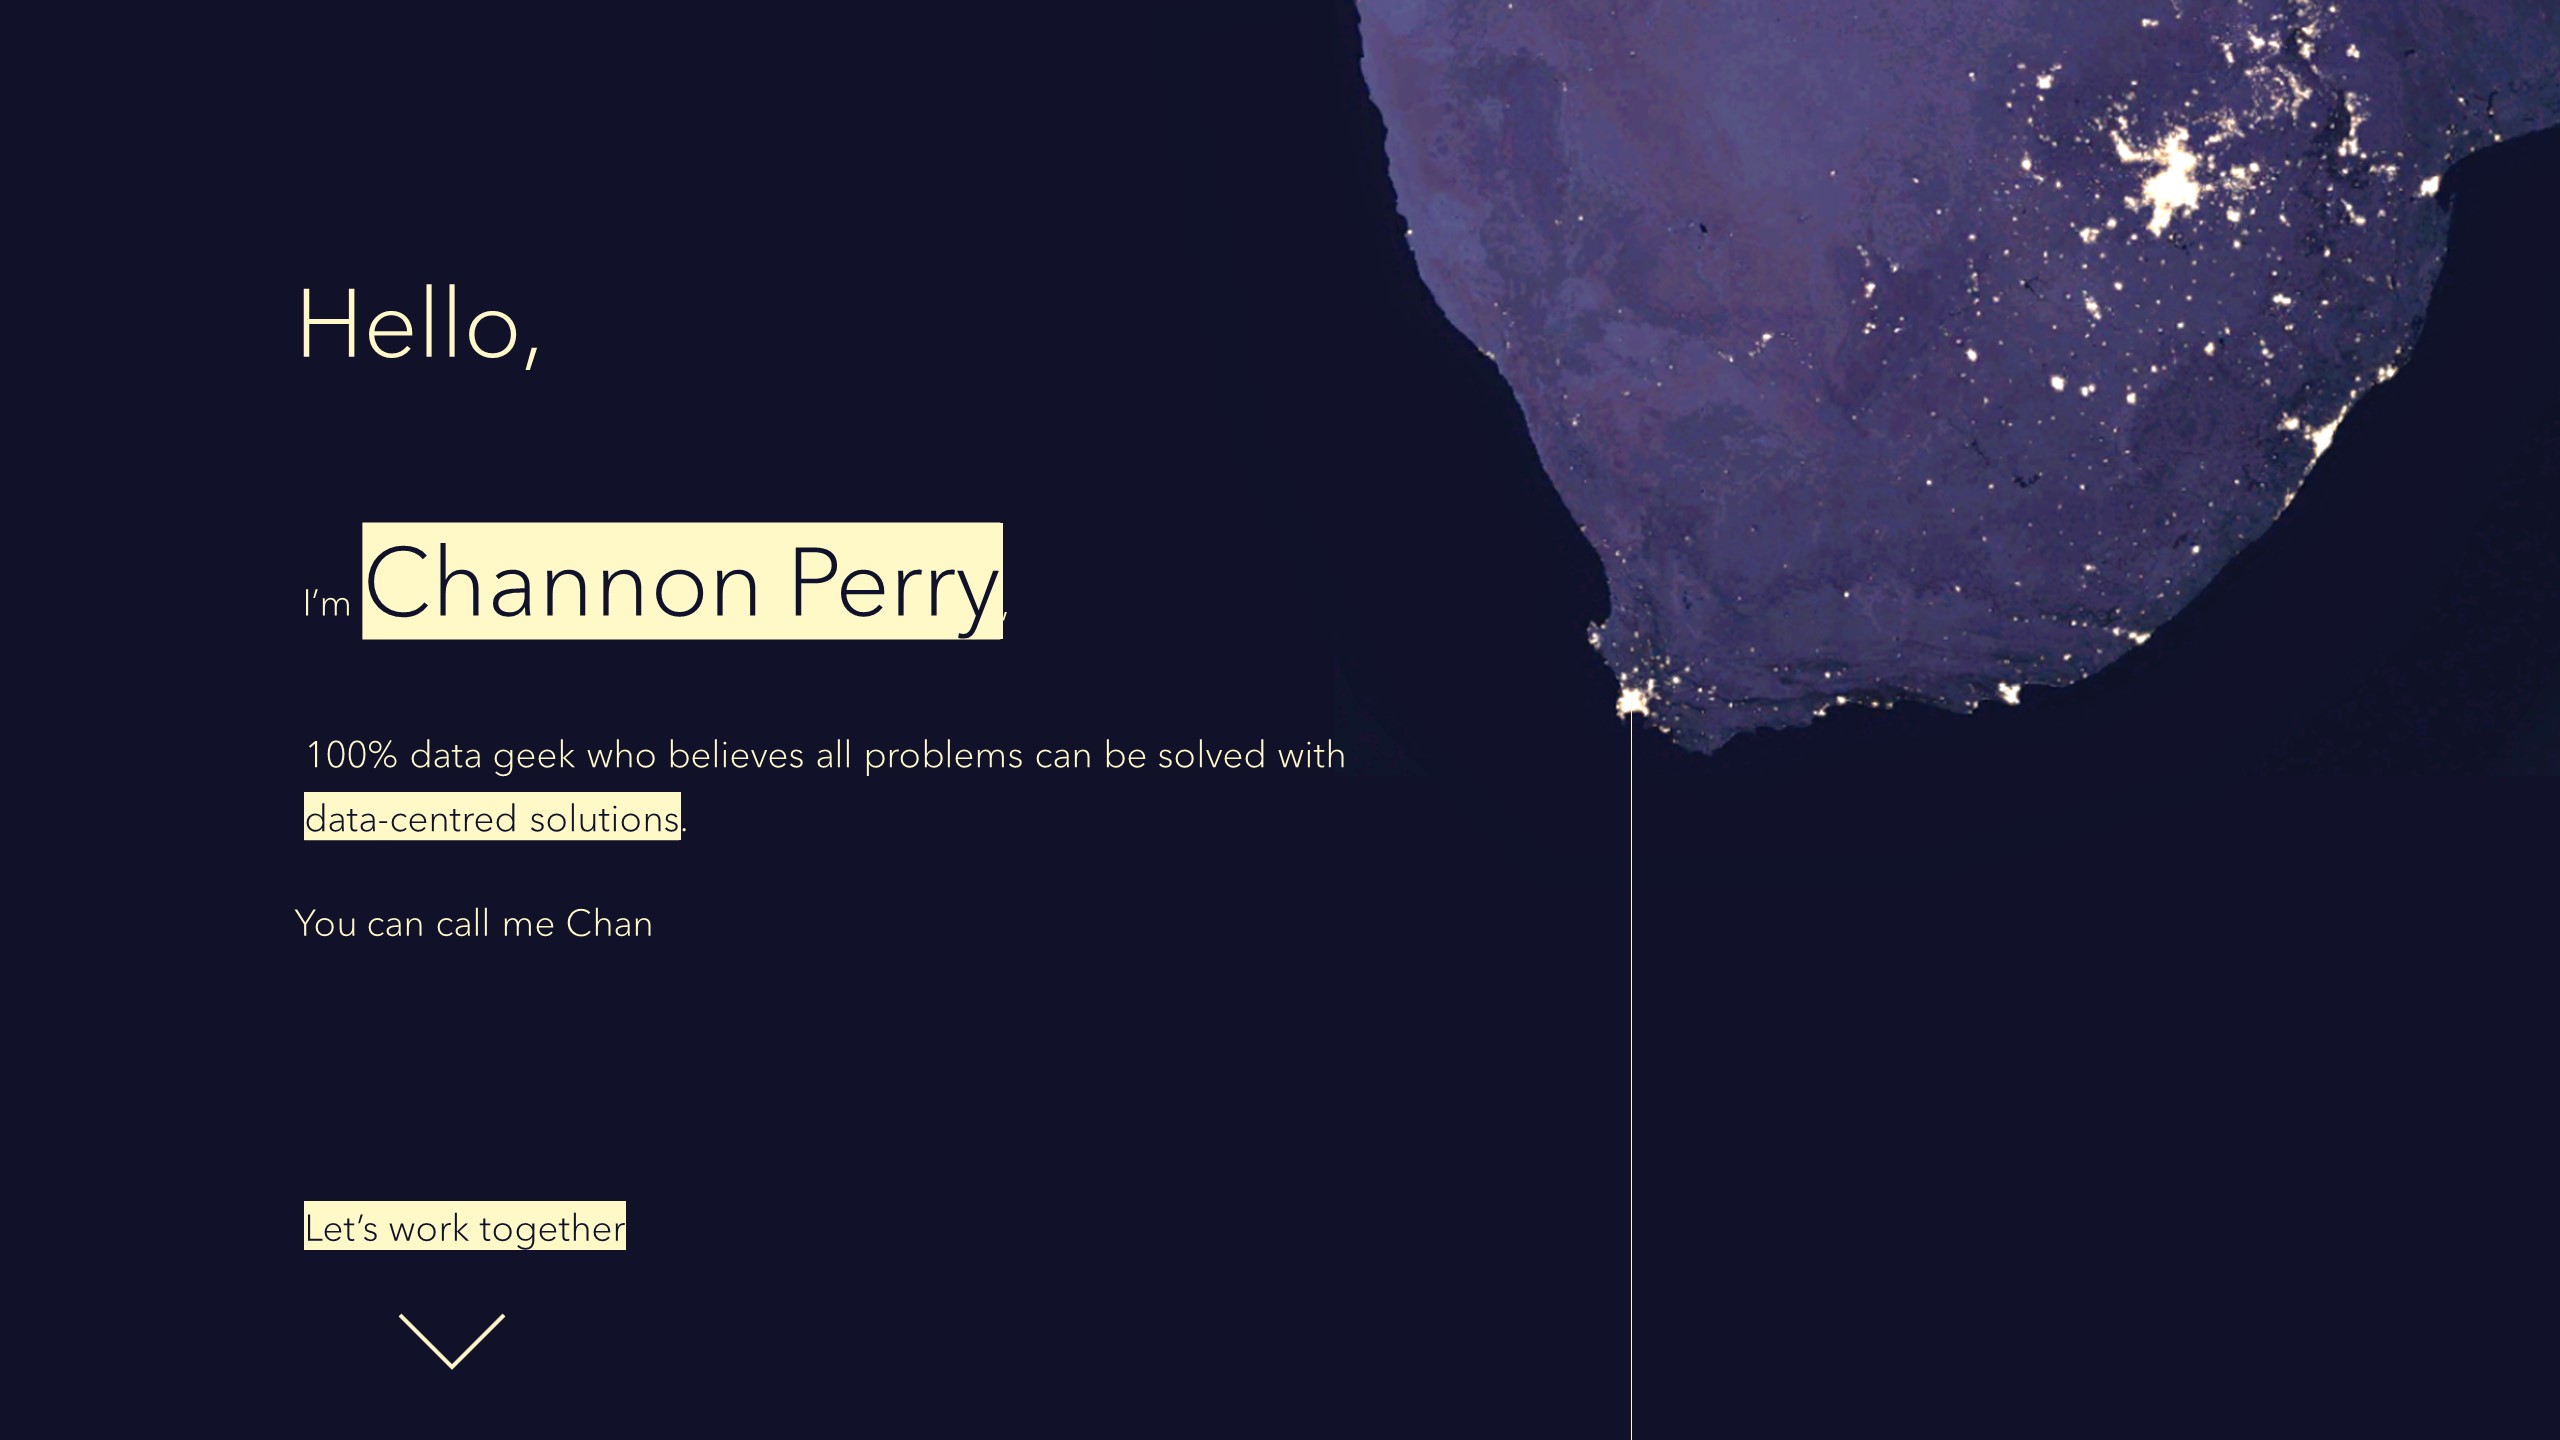 Hello,
I’m Channon Perry,
100% data geek who believes all problems can be solved with
data-centred solutions.
You can call me Chan
Let’s work together